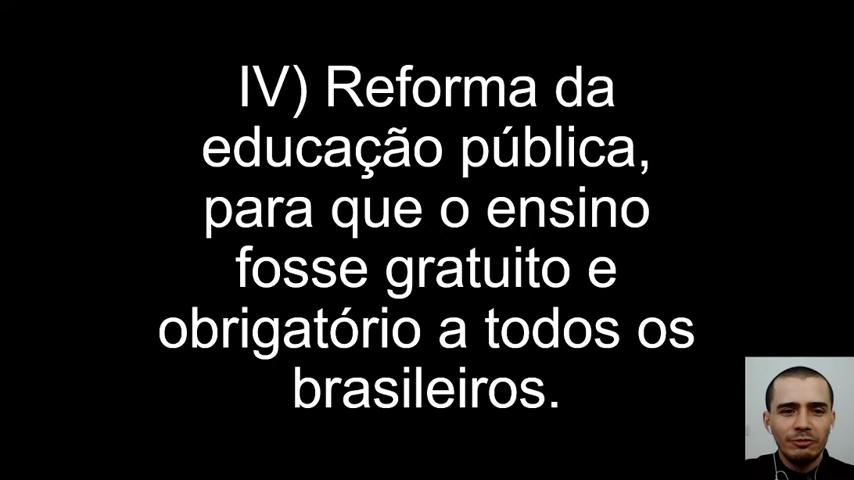 IV) Reforma da
educação pública,
para que o ensino
fosse gratuito e
obrigatório a todos os
brasileiros.